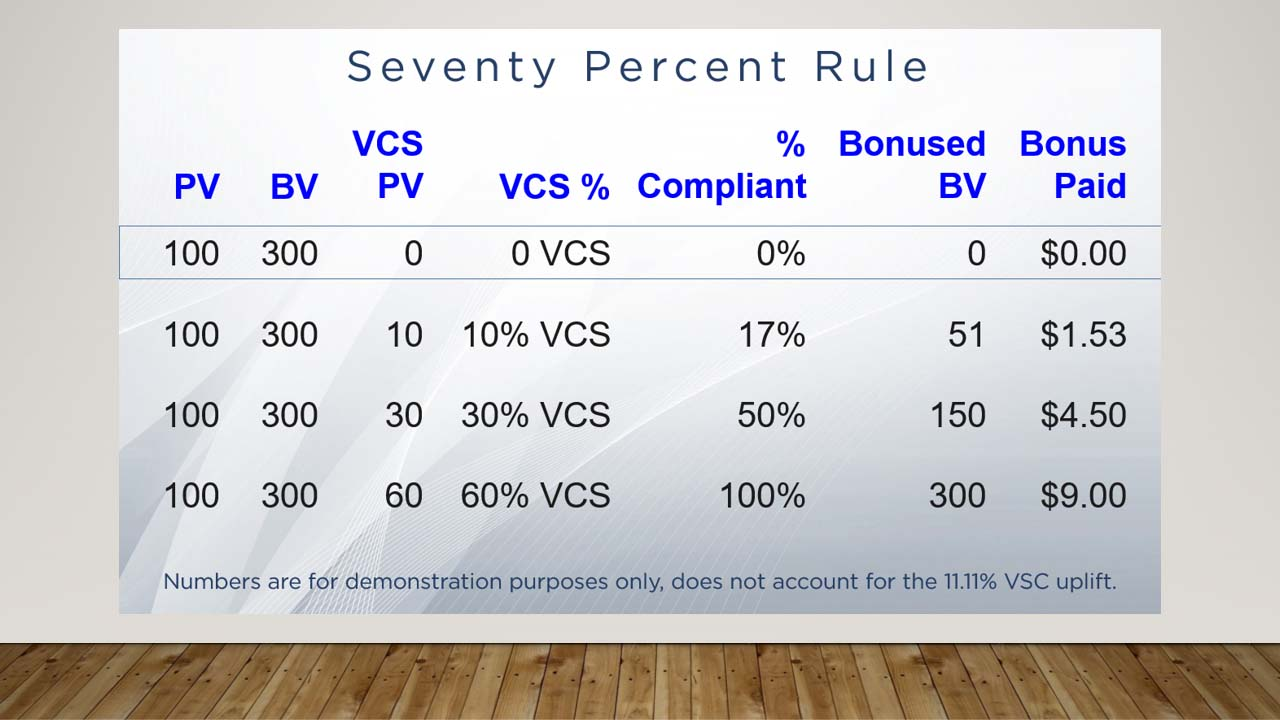 Seventy Percent Rule
VCS % Bonused Bonus
PV BV PV VCS % Compliant BV Paid
100 300 0 0 VCS 0% 0 $0.00
100 300 10 10% VCS 17% 51 $1.53
100 300 30 30% VCS 50% 150 $4.50
100 300 60 60% VCS 100% 300 $9.00
Numbers are for demonstration purposes only, does not account for the 11.11% VSC uplift.